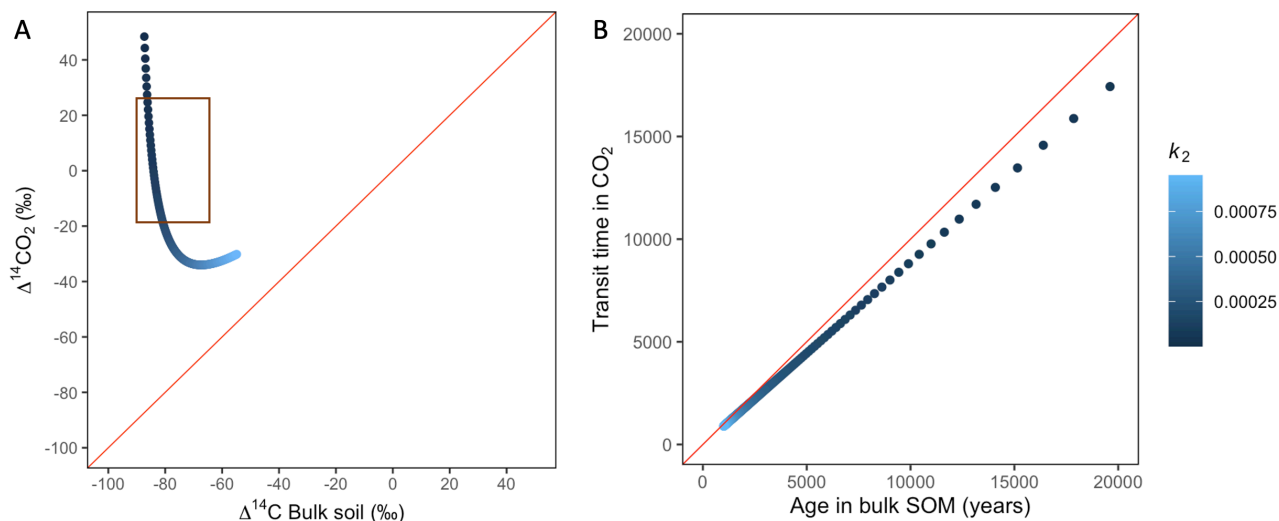 A
40
20
0
-20
-40
-60
-80
-100
Δ¹⁴CO₂ (‰)
-100 -80 -60 -40 -20 0 20 40
Δ¹⁴C Bulk soil (‰)
B
20000
15000
10000
5000
0
Transit time in CO₂
0 5000 10000 15000 20000
Age in bulk SOM (years)
k₂
0.00075
0.00050
0.00025